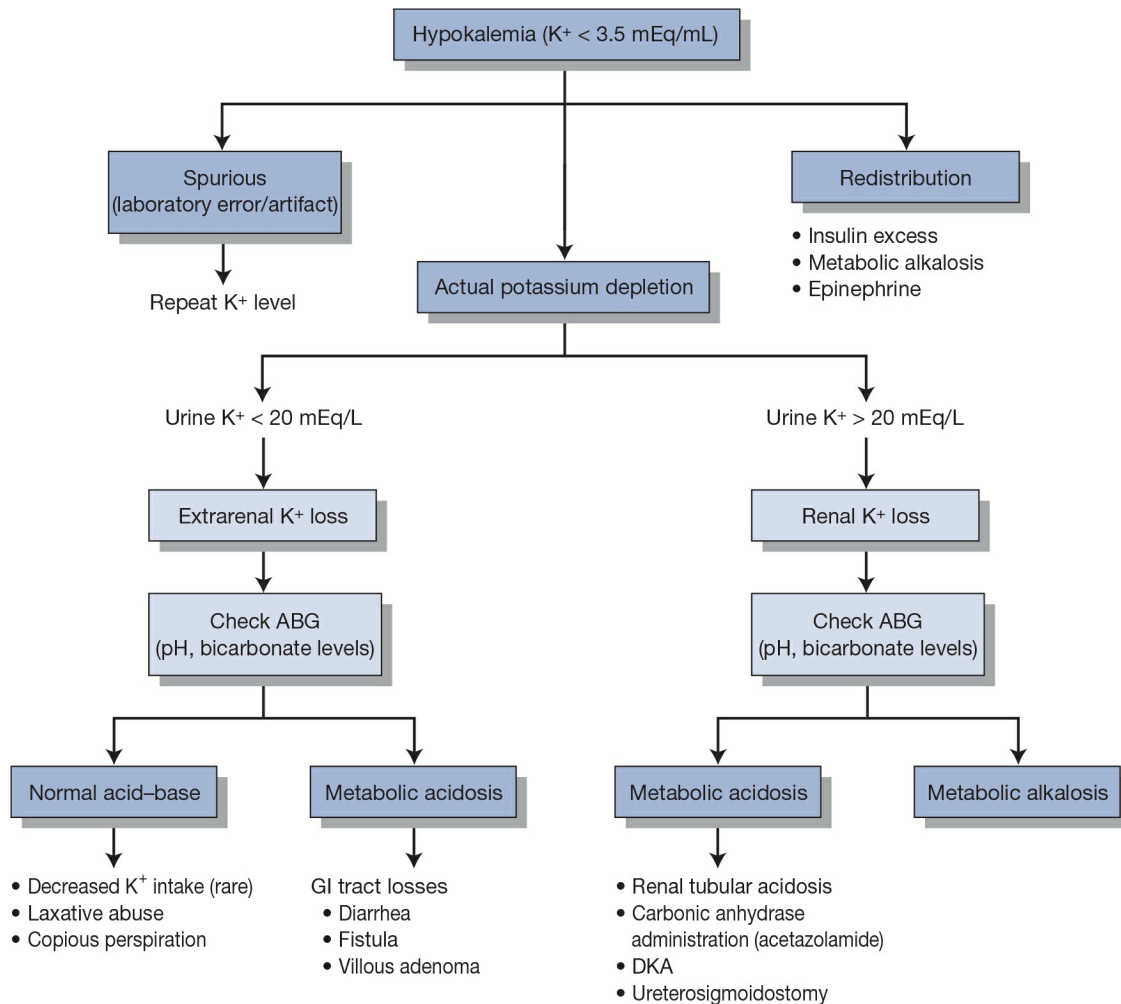 Hypokalemia (K⁺ < 3.5 mEq/mL)
Spurious
(laboratory error/artifact)
Repeat K⁺ level
Redistribution
• Insulin excess
• Metabolic alkalosis
• Epinephrine
Actual potassium depletion
Urine K⁺ < 20 mEq/L
Extrarenal K⁺ loss
Check ABG
(pH, bicarbonate levels)
Normal acid–base
• Decreased K⁺ intake (rare)
• Laxative abuse
• Copious perspiration
Metabolic acidosis
GI tract losses
• Diarrhea
• Fistula
• Villous adenoma
Urine K⁺ > 20 mEq/L
Renal K⁺ loss
Check ABG
(pH, bicarbonate levels)
Metabolic acidosis
• Renal tubular acidosis
• Carbonic anhydrase
administration (acetazolamide)
• DKA
• Ureterosigmoidostomy
Metabolic alkalosis